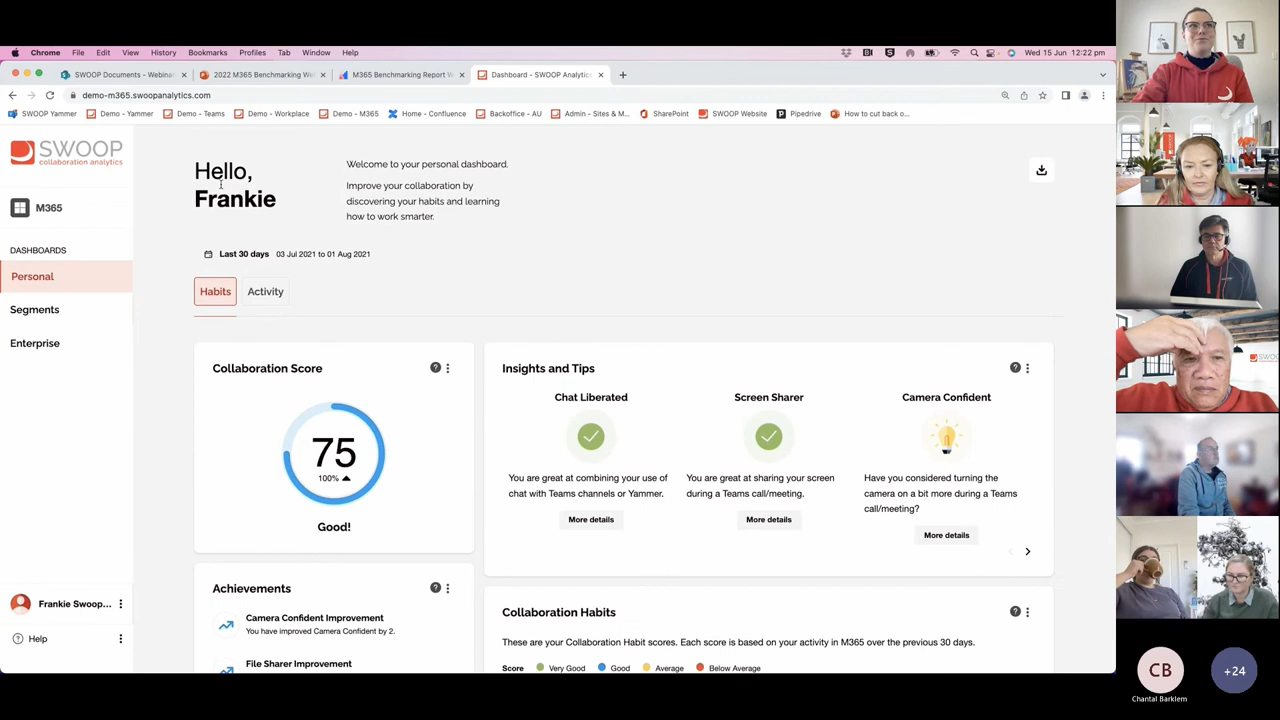 Chrome File Edit View History Bookmarks Profiles Tab Window Help
Wed 15 Jun 12:22 pm
SWOOP Documents - Webinar
2022 M365 Benchmarking We
M365 Benchmarking Report W
Dashboard - SWOOP Analytics
demo-m365.swoopanalytics.com
SWOOP Yammer
Demo - Yammer
Demo - Teams
Demo - Workplace
Demo - M365
Home - Confluence
Backoffice - AU
Admin - Sites & M...
SharePoint
SWOOP Website
Pipedrive
How to cut back o...
SWOOP
collaboration analytics
M365
DASHBOARDS
Personal
Segments
Enterprise
Frankie Swoop...
Help
Hello,
Frankie
Welcome to your personal dashboard.
Improve your collaboration by
discovering your habits and learning
how to work smarter.
Last 30 days 03 Jul 2021 to 01 Aug 2021
Habits
Activity
Collaboration Score
75
100%
Good!
Insights and Tips
Chat Liberated
You are great at combining your use of
chat with Teams channels or Yammer.
More details
Screen Sharer
You are great at sharing your screen
during a Teams call/meeting.
More details
Camera Confident
Have you considered turning the
camera on a bit more during a Teams
call/meeting?
More details
Achievements
Camera Confident Improvement
You have improved Camera Confident by 2.
File Sharer Improvement
Collaboration Habits
These are your Collaboration Habit scores. Each score is based on your activity in M365 over the previous 30 days.
Score Very Good Good Average Below Average
SWOOP
CB
Chantal Barklem
+24